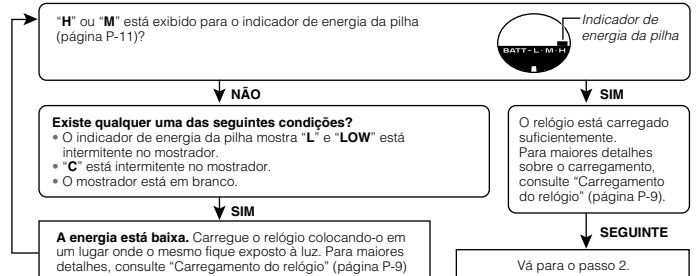 “H” ou “M” está exibido para o indicador de energia da pilha
(página P-11)?
Indicador de
energia da pilha
BATT - L - M - H
NÃO
SIM
Existe qualquer uma das seguintes condições?
• O indicador de energia da pilha mostra “L” e “LOW” está
intermitente no mostrador.
• “C” está intermitente no mostrador.
• O mostrador está em branco.
O relógio está carregado
suficientemente.
Para maiores detalhes
sobre o carregamento,
consulte “Carregamento
do relógio” (página P-9).
SIM
SEGUINTE
A energia está baixa. Carregue o relógio colocando-o em
um lugar onde o mesmo fique exposto à luz. Para maiores
detalhes, consulte “Carregamento do relógio” (página P-9)
Vá para o passo 2.